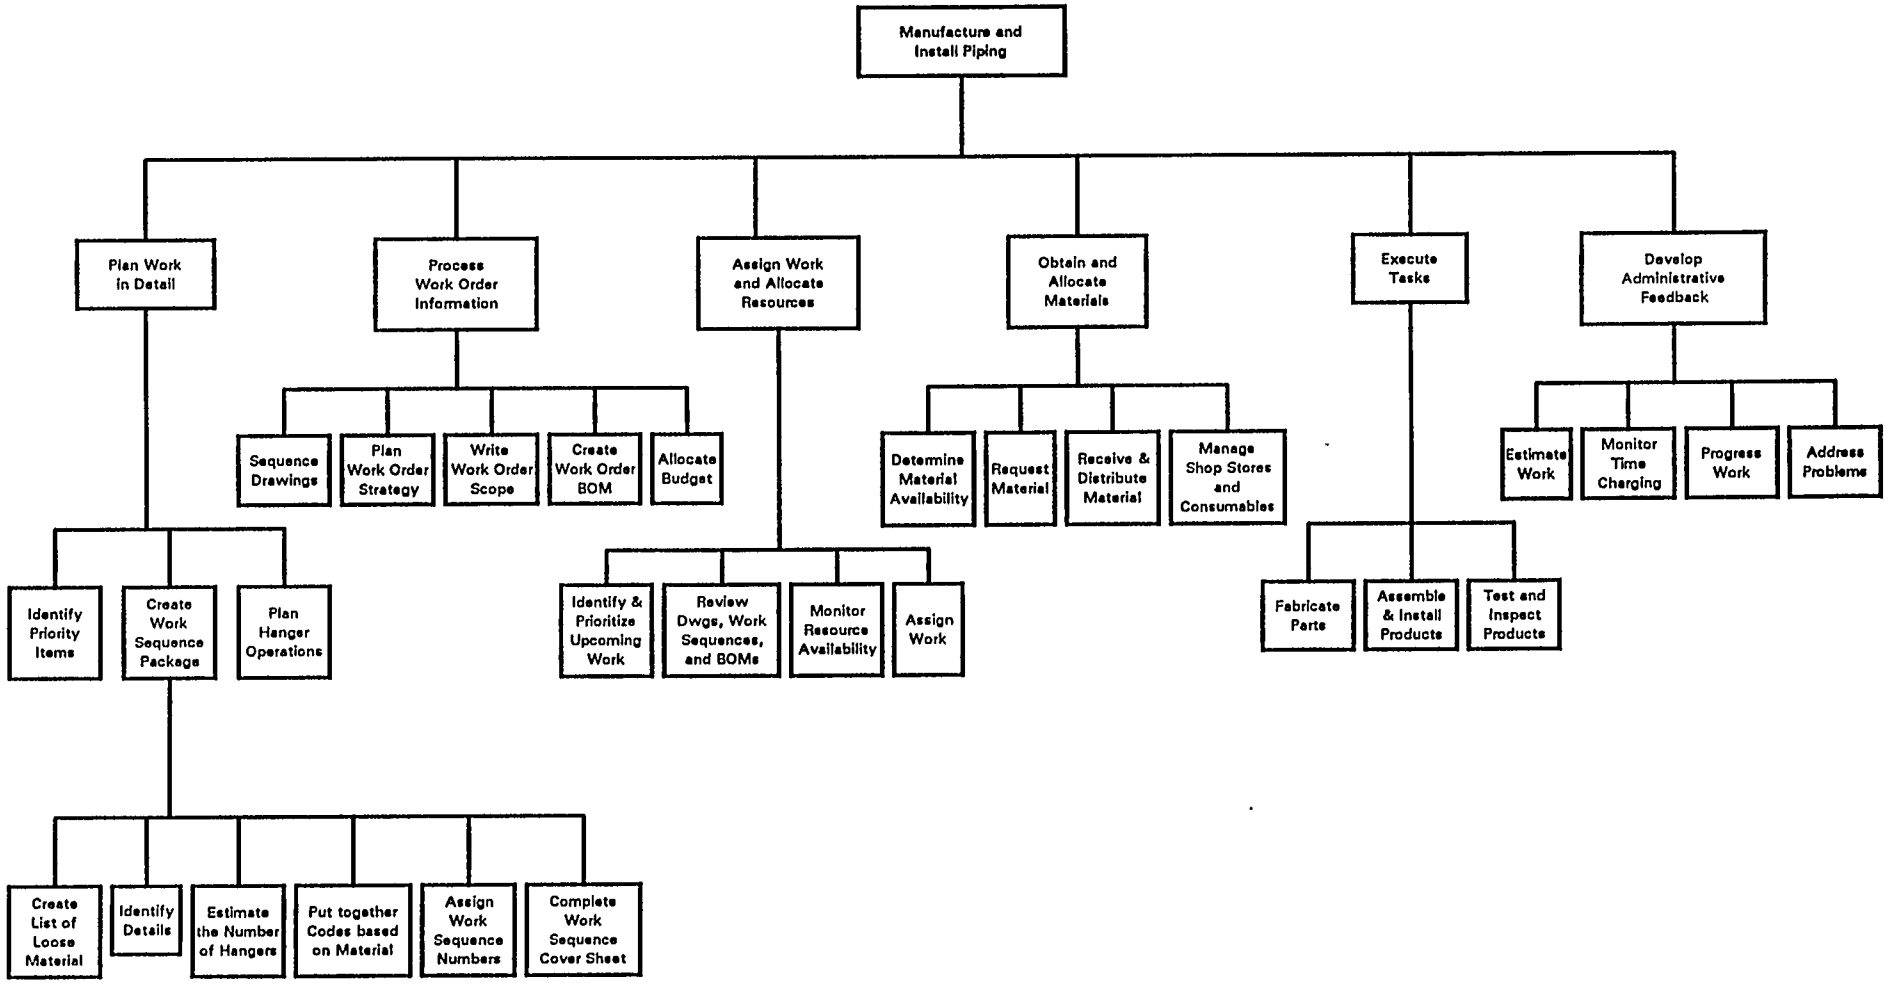 Manufacture and
Install Piping
Plan Work
in Detail
Process
Work Order
Information
Assign Work
and Allocate
Resources
Obtain and
Allocate
Materials
Execute
Tasks
Develop
Administrative
Feedback
Sequence
Drawings
Plan
Work Order
Strategy
Write
Work Order
Scope
Create
Work Order
BOM
Allocate
Budget
Determine
Material
Availability
Request
Material
Receive &
Distribute
Material
Manage
Shop Stores
and
Consumables
Estimate
Work
Monitor
Time
Charging
Progress
Work
Address
Problems
Identify
Priority
Items
Create
Work
Sequence
Package
Plan
Hanger
Operations
Identify &
Prioritize
Upcoming
Work
Review
Dwgs, Work
Sequences,
and BOMs
Monitor
Resource
Availability
Assign
Work
Fabricate
Parts
Assemble
& Install
Products
Test and
Inspect
Products
Create
List of
Loose
Material
Identify
Details
Estimate
the Number
of Hangers
Put together
Codes based
on Material
Assign
Work
Sequence
Numbers
Complete
Work
Sequence
Cover Sheet